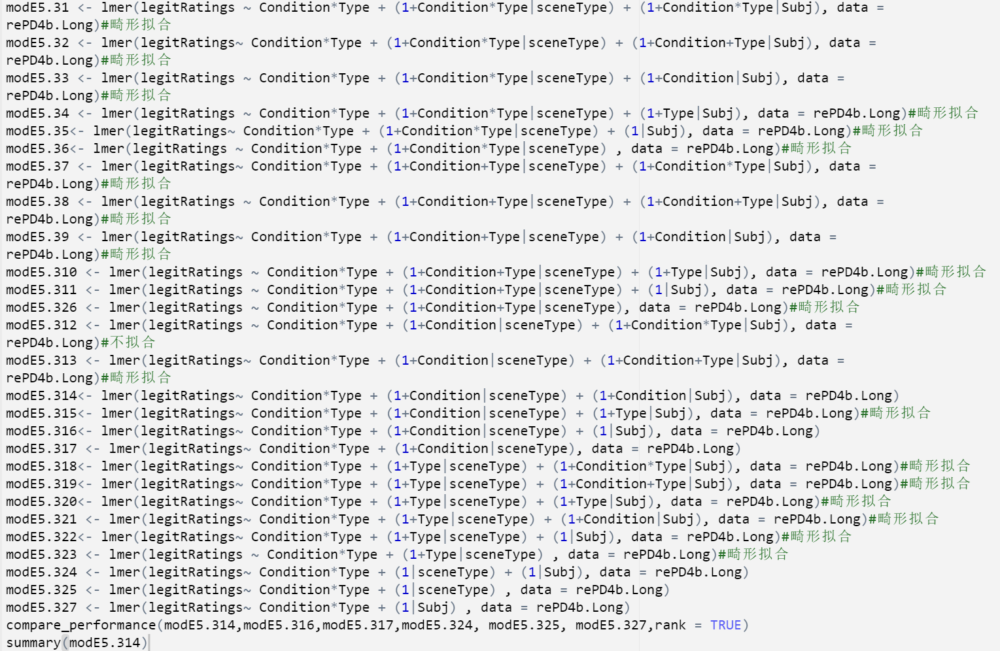 modE5.31 <- lmer(legitRatings ~ Condition*Type + (1+Condition*Type|sceneType) + (1+Condition*Type|Subj), data =
rePD4b.Long)#畸形拟合
modE5.32 <- lmer(legitRatings~ Condition*Type + (1+Condition*Type|sceneType) + (1+Condition+Type|Subj), data =
rePD4b.Long)#畸形拟合
modE5.33 <- lmer(legitRatings ~ Condition*Type + (1+Condition*Type|sceneType) + (1+Condition|Subj), data =
rePD4b.Long)#畸形拟合
modE5.34 <- lmer(legitRatings ~ Condition*Type + (1+Condition*Type|sceneType) + (1+Type|Subj), data = rePD4b.Long)#畸形拟合
modE5.35<- lmer(legitRatings~ Condition*Type + (1+Condition*Type|sceneType) + (1|Subj), data = rePD4b.Long)#畸形拟合
modE5.36<- lmer(legitRatings ~ Condition*Type + (1+Condition*Type|sceneType) , data = rePD4b.Long)#畸形拟合
modE5.37 <- lmer(legitRatings~ Condition*Type + (1+Condition+Type|sceneType) + (1+Condition*Type|Subj), data =
rePD4b.Long)#畸形拟合
modE5.38 <- lmer(legitRatings ~ Condition*Type + (1+Condition+Type|sceneType) + (1+Condition+Type|Subj), data =
rePD4b.Long)#畸形拟合
modE5.39 <- lmer(legitRatings~ Condition*Type + (1+Condition+Type|sceneType) + (1+Condition|Subj), data =
rePD4b.Long)#畸形拟合
modE5.310 <- lmer(legitRatings ~ Condition*Type + (1+Condition+Type|sceneType) + (1+Type|Subj), data = rePD4b.Long)#畸形拟合
modE5.311 <- lmer(legitRatings ~ Condition*Type + (1+Condition+Type|sceneType) + (1|Subj), data = rePD4b.Long)#畸形拟合
modE5.326 <- lmer(legitRatings ~ Condition*Type + (1+Condition+Type|sceneType), data = rePD4b.Long)#畸形拟合
modE5.312 <- lmer(legitRatings ~ Condition*Type + (1+Condition|sceneType) + (1+Condition*Type|Subj), data =
rePD4b.Long)#不拟合
modE5.313 <- lmer(legitRatings~ Condition*Type + (1+Condition|sceneType) + (1+Condition+Type|Subj), data =
rePD4b.Long)#畸形拟合
modE5.314<- lmer(legitRatings~ Condition*Type + (1+Condition|sceneType) + (1+Condition|Subj), data = rePD4b.Long)
modE5.315<- lmer(legitRatings~ Condition*Type + (1+Condition|sceneType) + (1+Type|Subj), data = rePD4b.Long)#畸形拟合
modE5.316<- lmer(legitRatings~ Condition*Type + (1+Condition|sceneType) + (1|Subj), data = rePD4b.Long)
modE5.317 <- lmer(legitRatings~ Condition*Type + (1+Condition|sceneType), data = rePD4b.Long)
modE5.318<- lmer(legitRatings~ Condition*Type + (1+Type|sceneType) + (1+Condition*Type|Subj), data = rePD4b.Long)#畸形拟合
modE5.319<- lmer(legitRatings~ Condition*Type + (1+Type|sceneType) + (1+Condition+Type|Subj), data = rePD4b.Long)#畸形拟合
modE5.320<- lmer(legitRatings~ Condition*Type + (1+Type|sceneType) + (1+Type|Subj), data = rePD4b.Long)#畸形拟合
modE5.321 <- lmer(legitRatings~ Condition*Type + (1+Type|sceneType) + (1+Condition|Subj), data = rePD4b.Long)#畸形拟合
modE5.322<- lmer(legitRatings~ Condition*Type + (1+Type|sceneType) + (1|Subj), data = rePD4b.Long)#畸形拟合
modE5.323 <- lmer(legitRatings ~ Condition*Type + (1+Type|sceneType) , data = rePD4b.Long)#畸形拟合
modE5.324 <- lmer(legitRatings~ Condition*Type + (1|sceneType) + (1|Subj), data = rePD4b.Long)
modE5.325 <- lmer(legitRatings~ Condition*Type + (1|sceneType) , data = rePD4b.Long)
modE5.327 <- lmer(legitRatings~ Condition*Type + (1|Subj) , data = rePD4b.Long)
compare_performance(modE5.314,modE5.316,modE5.317,modE5.324, modE5.325, modE5.327,rank = TRUE)
summary(modE5.314)